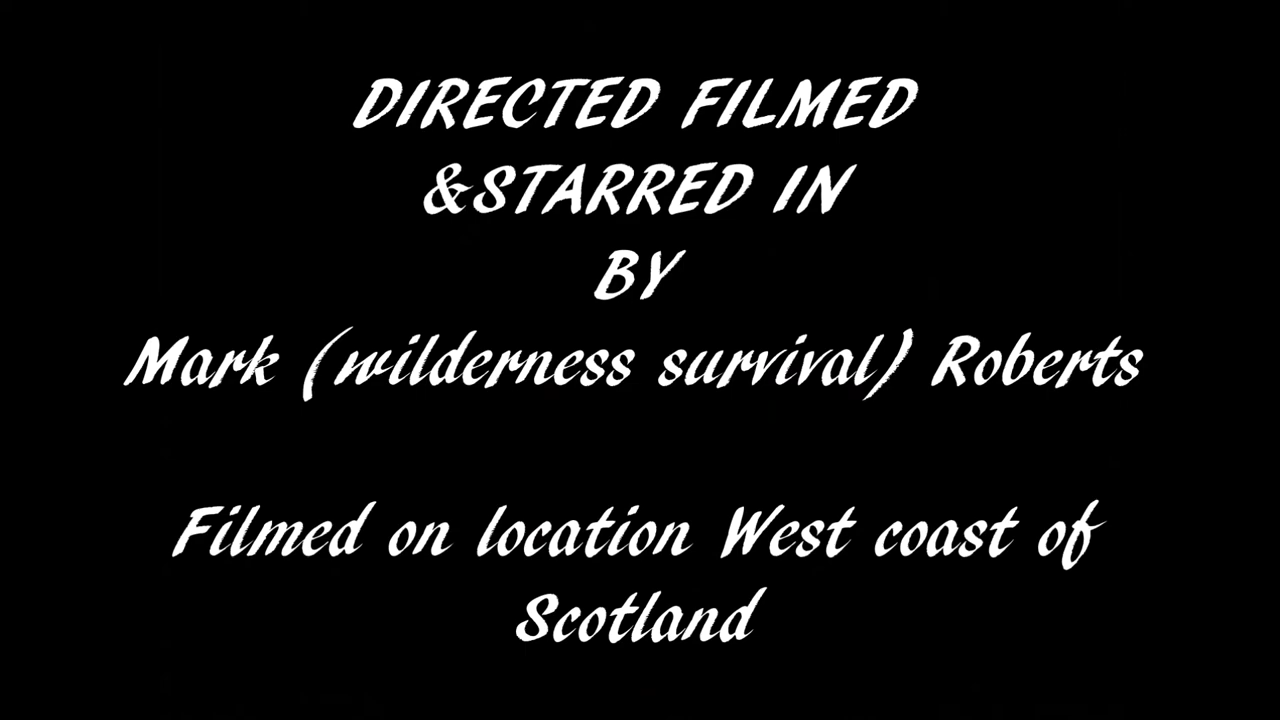 DIRECTED FILMED
&STARRED IN
BY
Mark (wilderness survival) Roberts
Filmed on location West coast of
Scotland